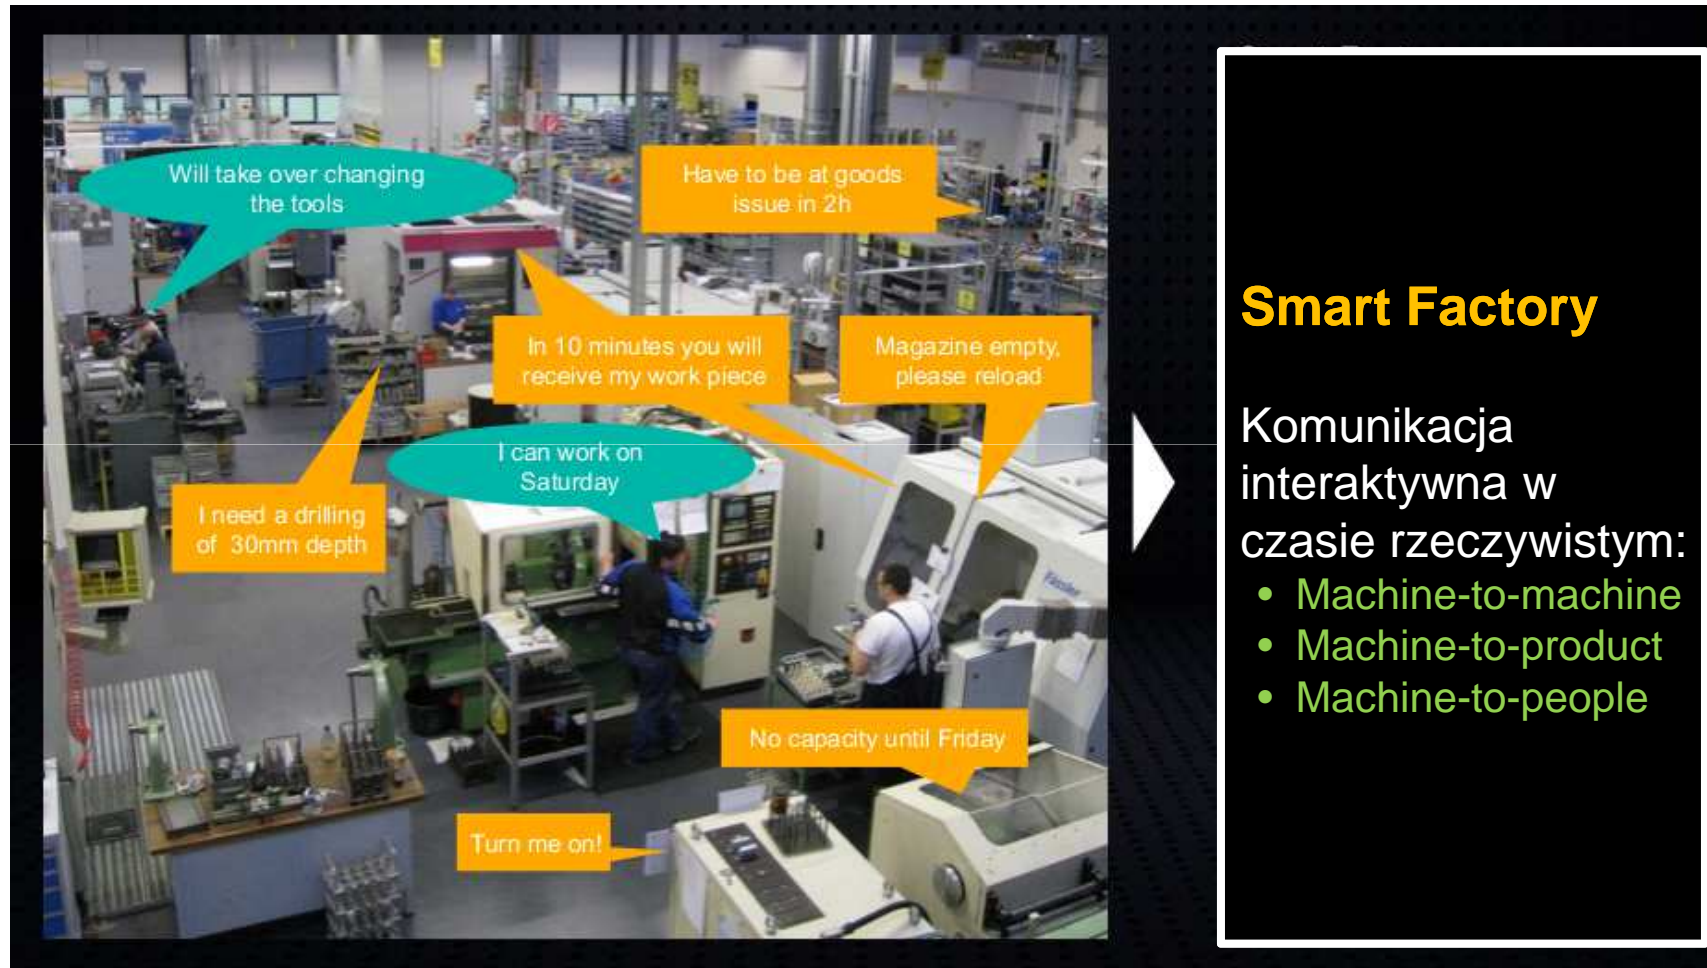 Will take over changing
the tools
Have to be at goods
issue in 2h
In 10 minutes you will
receive my work piece
Magazine empty,
please reload
I can work on
Saturday
I need a drilling
of 30mm depth
No capacity until Friday
Turn me on!
Smart Factory
Komunikacja
interaktywna w
czasie rzeczywistym:
• Machine-to-machine
• Machine-to-product
• Machine-to-people